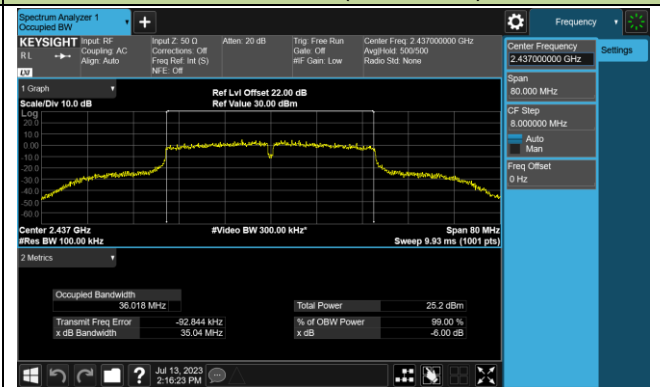 Spectrum Analyzer 1
Occupied BW
+
Frequency
KEYSIGHT
RL
LXI
Input: RF
Coupling: AC
Align: Auto
Input Z: 50 Ω
Corrections: Off
Freq Ref: Int (S)
NFE: Off
Atten: 20 dB
Trig: Free Run
Gate: Off
#IF Gain: Low
Center Freq: 2.437000000 GHz
Avg|Hold: 500/500
Radio Std: None
Center Frequency
2.437000000 GHz
Settings
Span
80.000 MHz
CF Step
8.000000 MHz
Auto
Man
Freq Offset
0 Hz
1 Graph
Scale/Div 10.0 dB
Ref Lvl Offset 22.00 dB
Ref Value 30.00 dBm
Log
20.0
10.0
0.00
-10.0
-20.0
-30.0
-40.0
-50.0
-60.0
Center 2.437 GHz
#Res BW 100.00 kHz
#Video BW 300.00 kHz*
Span 80 MHz
Sweep 9.93 ms (1001 pts)
2 Metrics
Occupied Bandwidth
36.018 MHz
Total Power 25.2 dBm
Transmit Freq Error -92.844 kHz
% of OBW Power 99.00 %
x dB Bandwidth 35.04 MHz
x dB -6.00 dB
?
Jul 13, 2023
2:16:23 PM